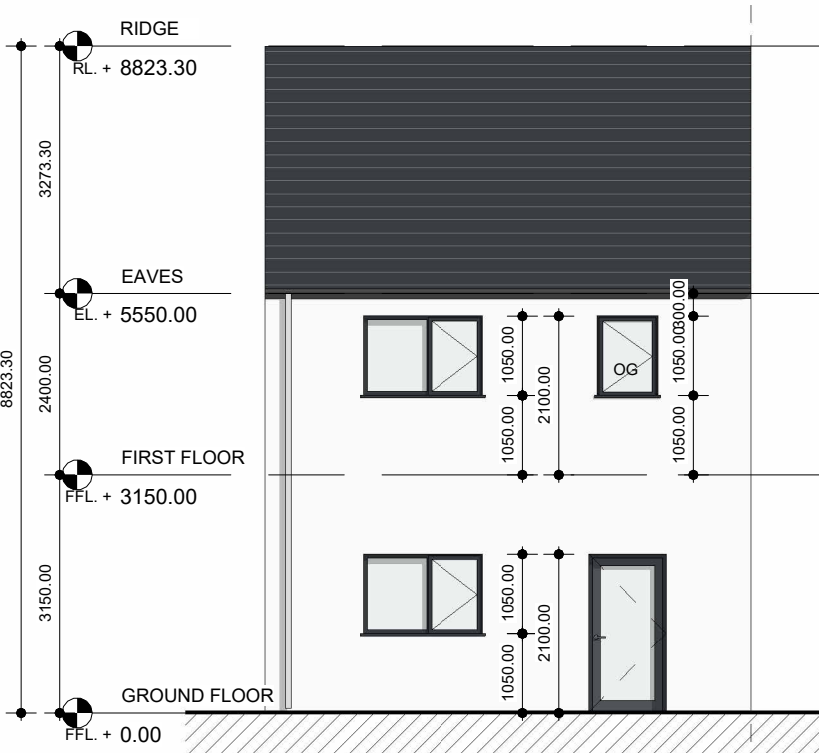 RIDGE
RL. + 8823.30
3273.30
EAVES
EL. + 5550.00
300.00
1050.00
1050.00
OG
8823.30
2400.00
2100.00
1050.00
1050.00
FIRST FLOOR
FFL. + 3150.00
3150.00
1050.00
2100.00
1050.00
GROUND FLOOR
FFL. + 0.00